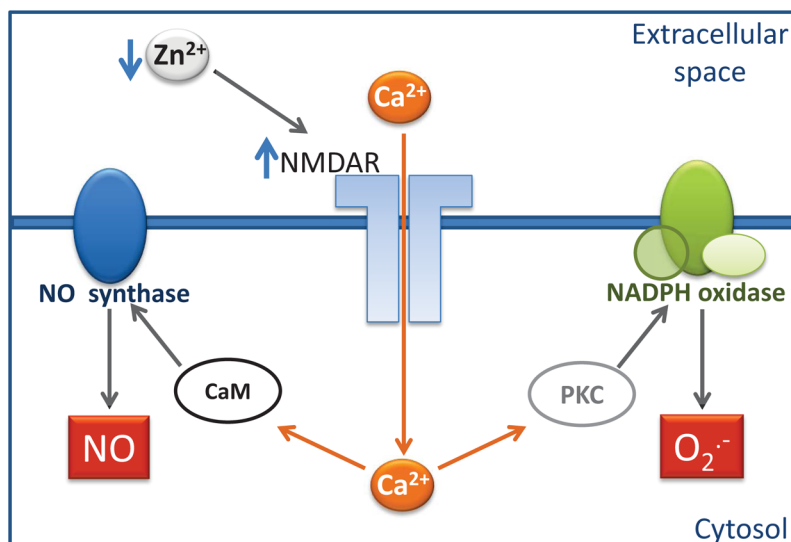 Extracellular
space
Zn²⁺
Ca²⁺
NMDAR
NO synthase
NADPH oxidase
CaM
PKC
NO
O₂·⁻
Ca²⁺
Cytosol